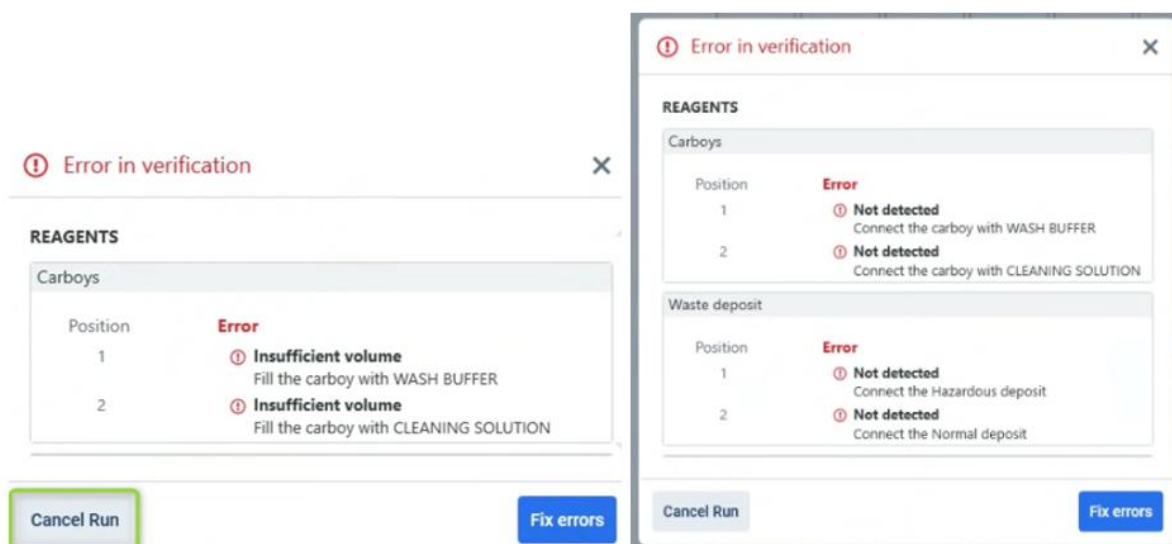 Error in verification
REAGENTS
Carboys
Position Error
1 Insufficient volume
Fill the carboy with WASH BUFFER
2 Insufficient volume
Fill the carboy with CLEANING SOLUTION
Cancel Run Fix errors
Error in verification
REAGENTS
Carboys
Position Error
1 Not detected
Connect the carboy with WASH BUFFER
2 Not detected
Connect the carboy with CLEANING SOLUTION
Waste deposit
Position Error
1 Not detected
Connect the Hazardous deposit
2 Not detected
Connect the Normal deposit
Cancel Run Fix errors